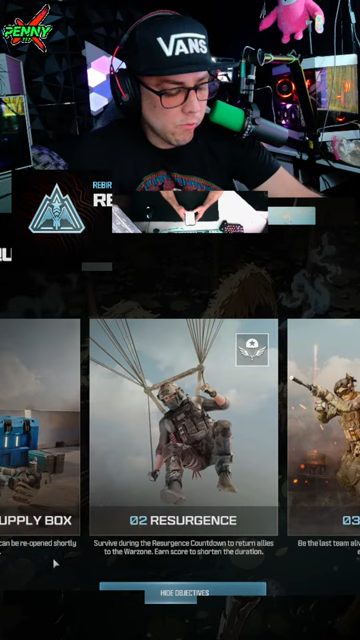 PENNY
VANS
REBIR
RE
UPPLY BOX
can be re-opened shortly
02 RESURGENCE
Survive during the Resurgence Countdown to return allies
to the Warzone. Earn score to shorten the duration.
03
Be the last team aliv
HIDE OBJECTIVES